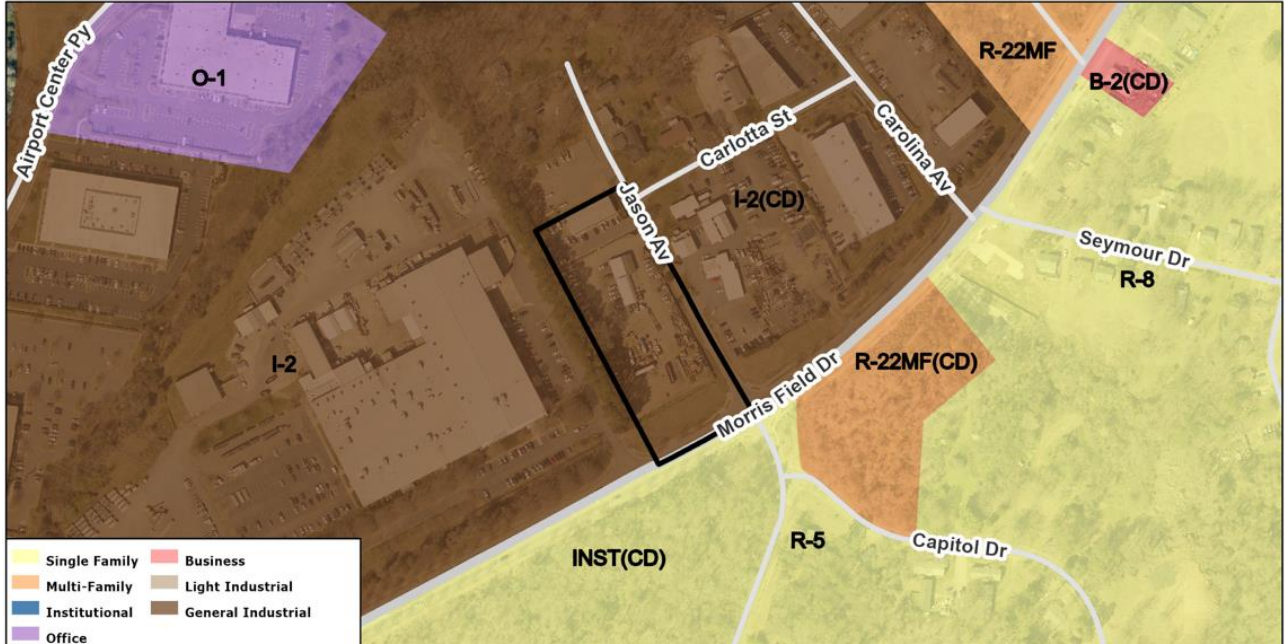 Airport Center Py
O-1
R-22MF
B-2(CD)
Carlotta St
Carolina Av
Jason Av
I-2(CD)
Seymour Dr
R-8
I-2
R-22MF(CD)
Morris Field Dr
INST(CD)
R-5
Capitol Dr
Single Family
Business
Multi-Family
Light Industrial
Institutional
General Industrial
Office